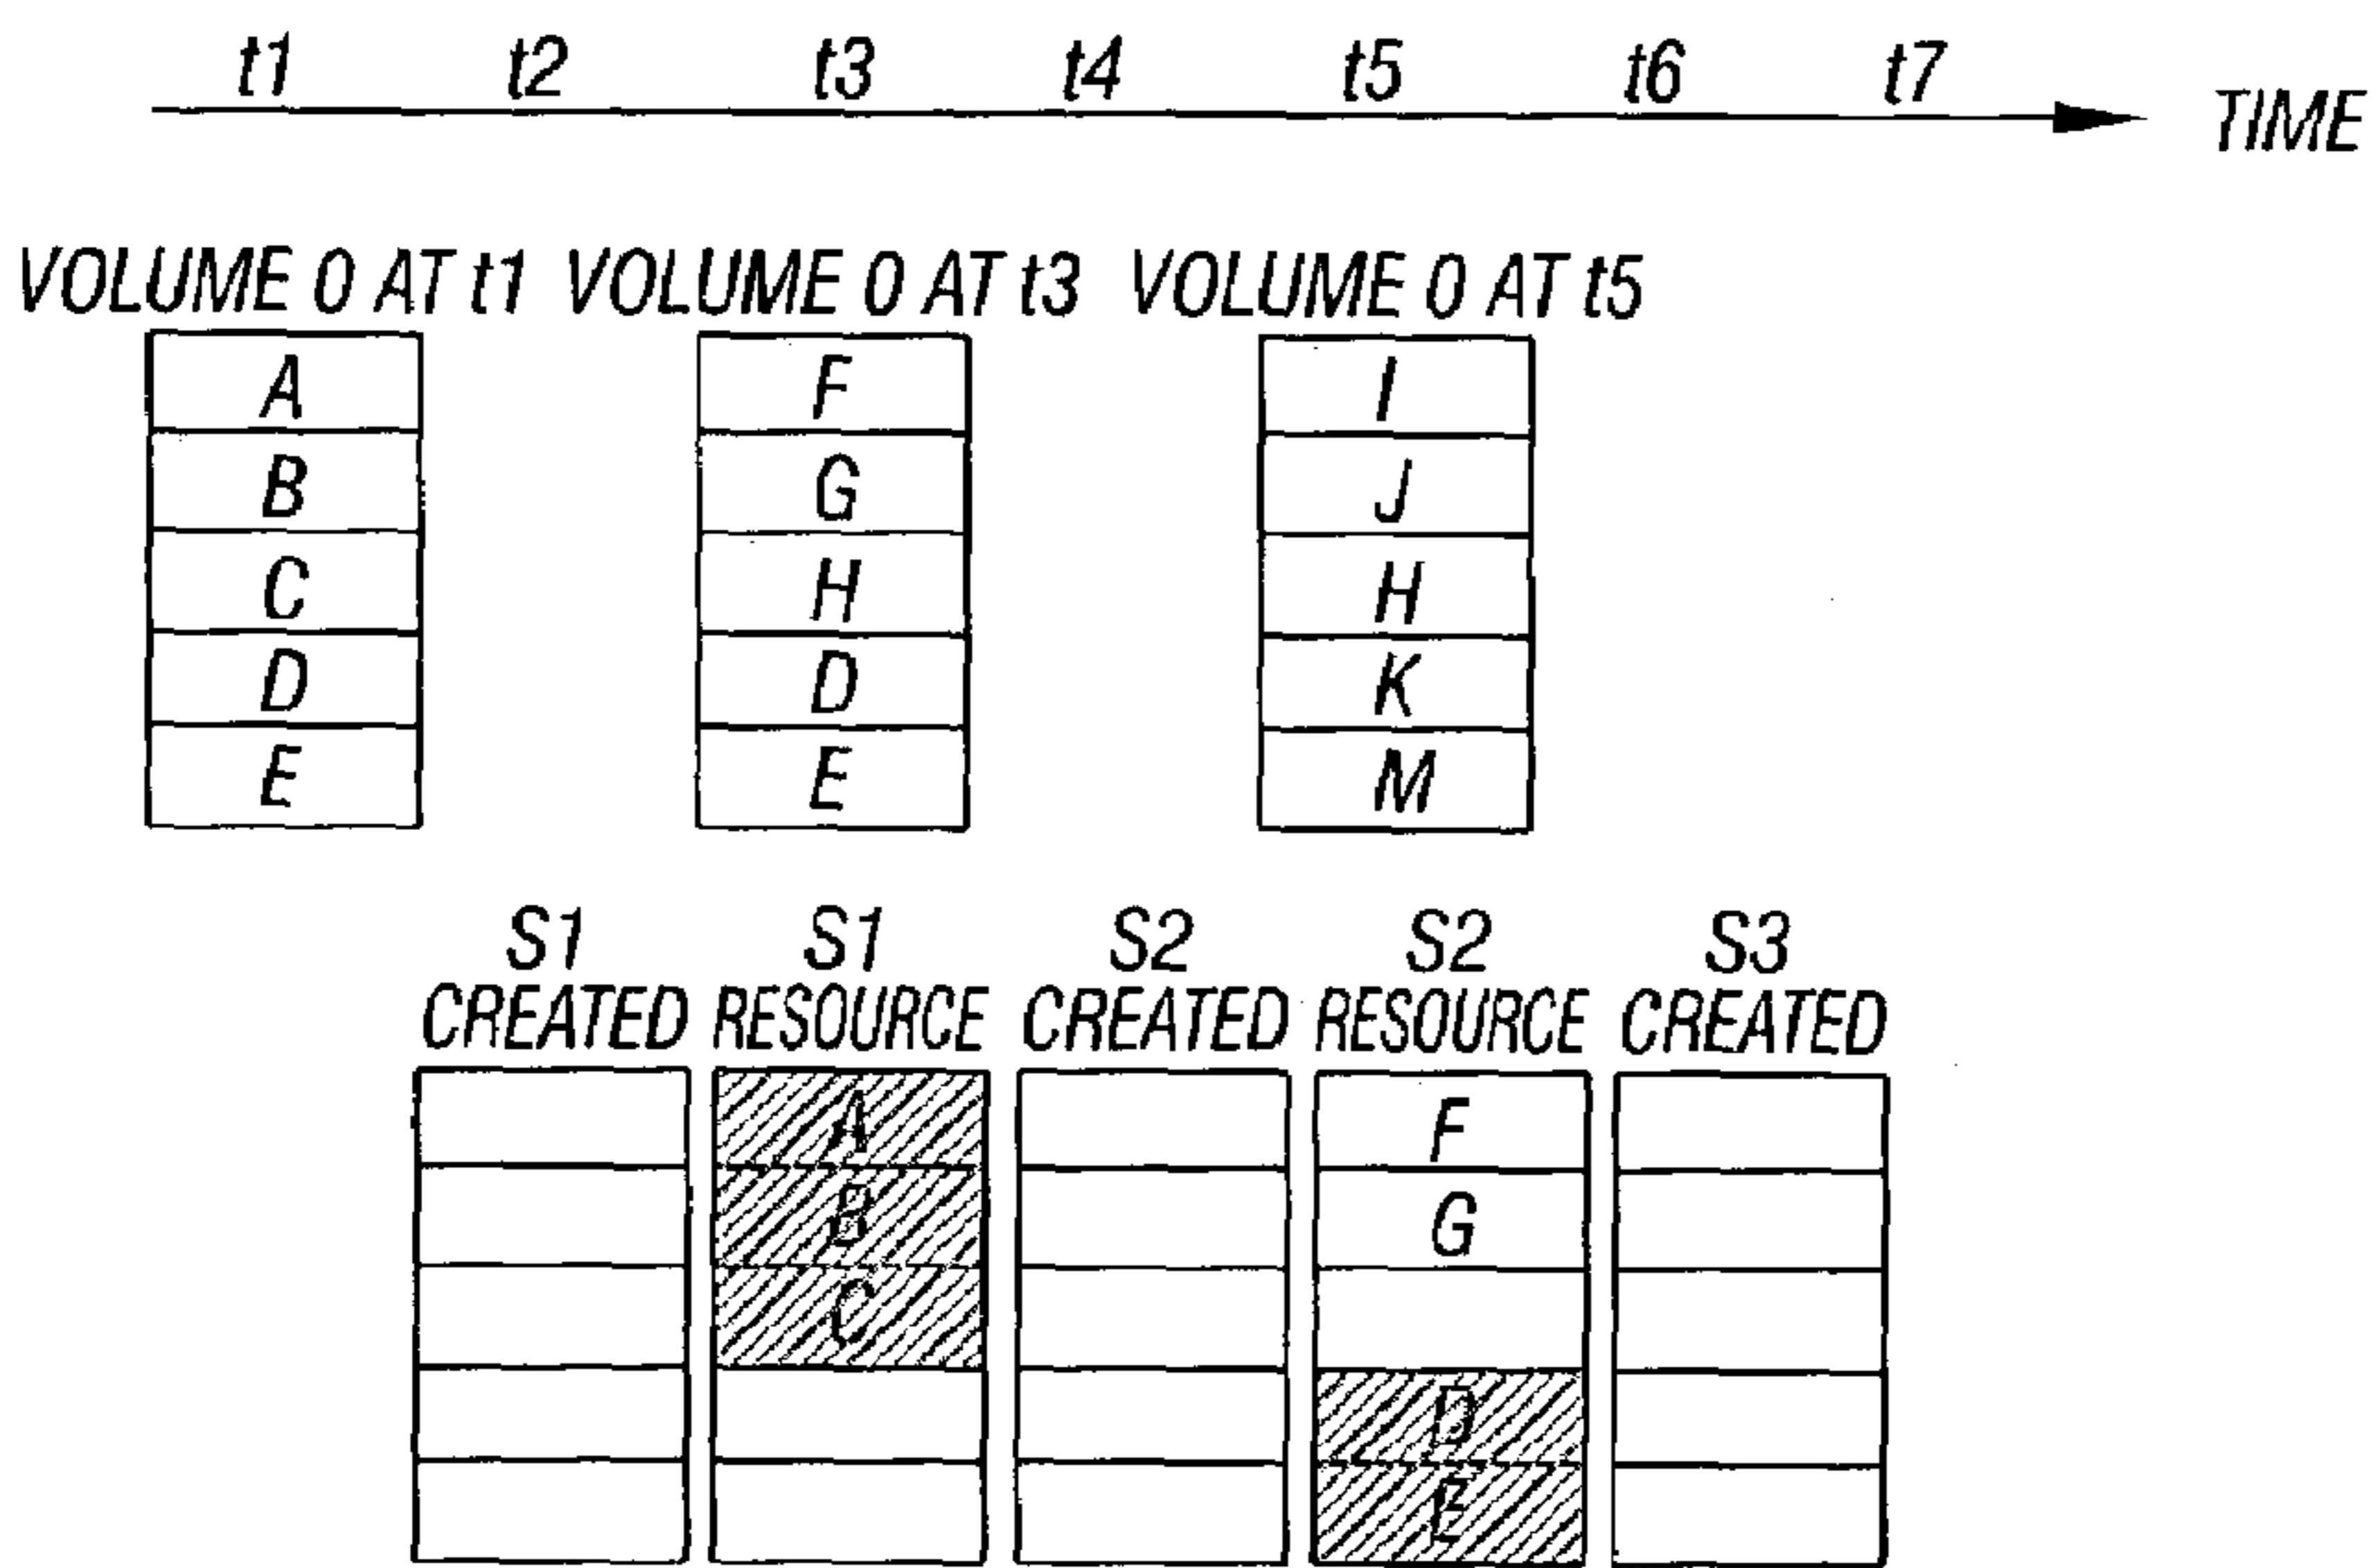 t1 t2 t3 t4 t5 t6 t7
TIME
VOLUME 0 AT t1 VOLUME 0 AT t3 VOLUME 0 AT t5
A F I
B G J
C H H
D D K
E E M
S1 S1 S2 S2 S3
CREATED RESOURCE CREATED RESOURCE CREATED
A F
B G
C
D
E